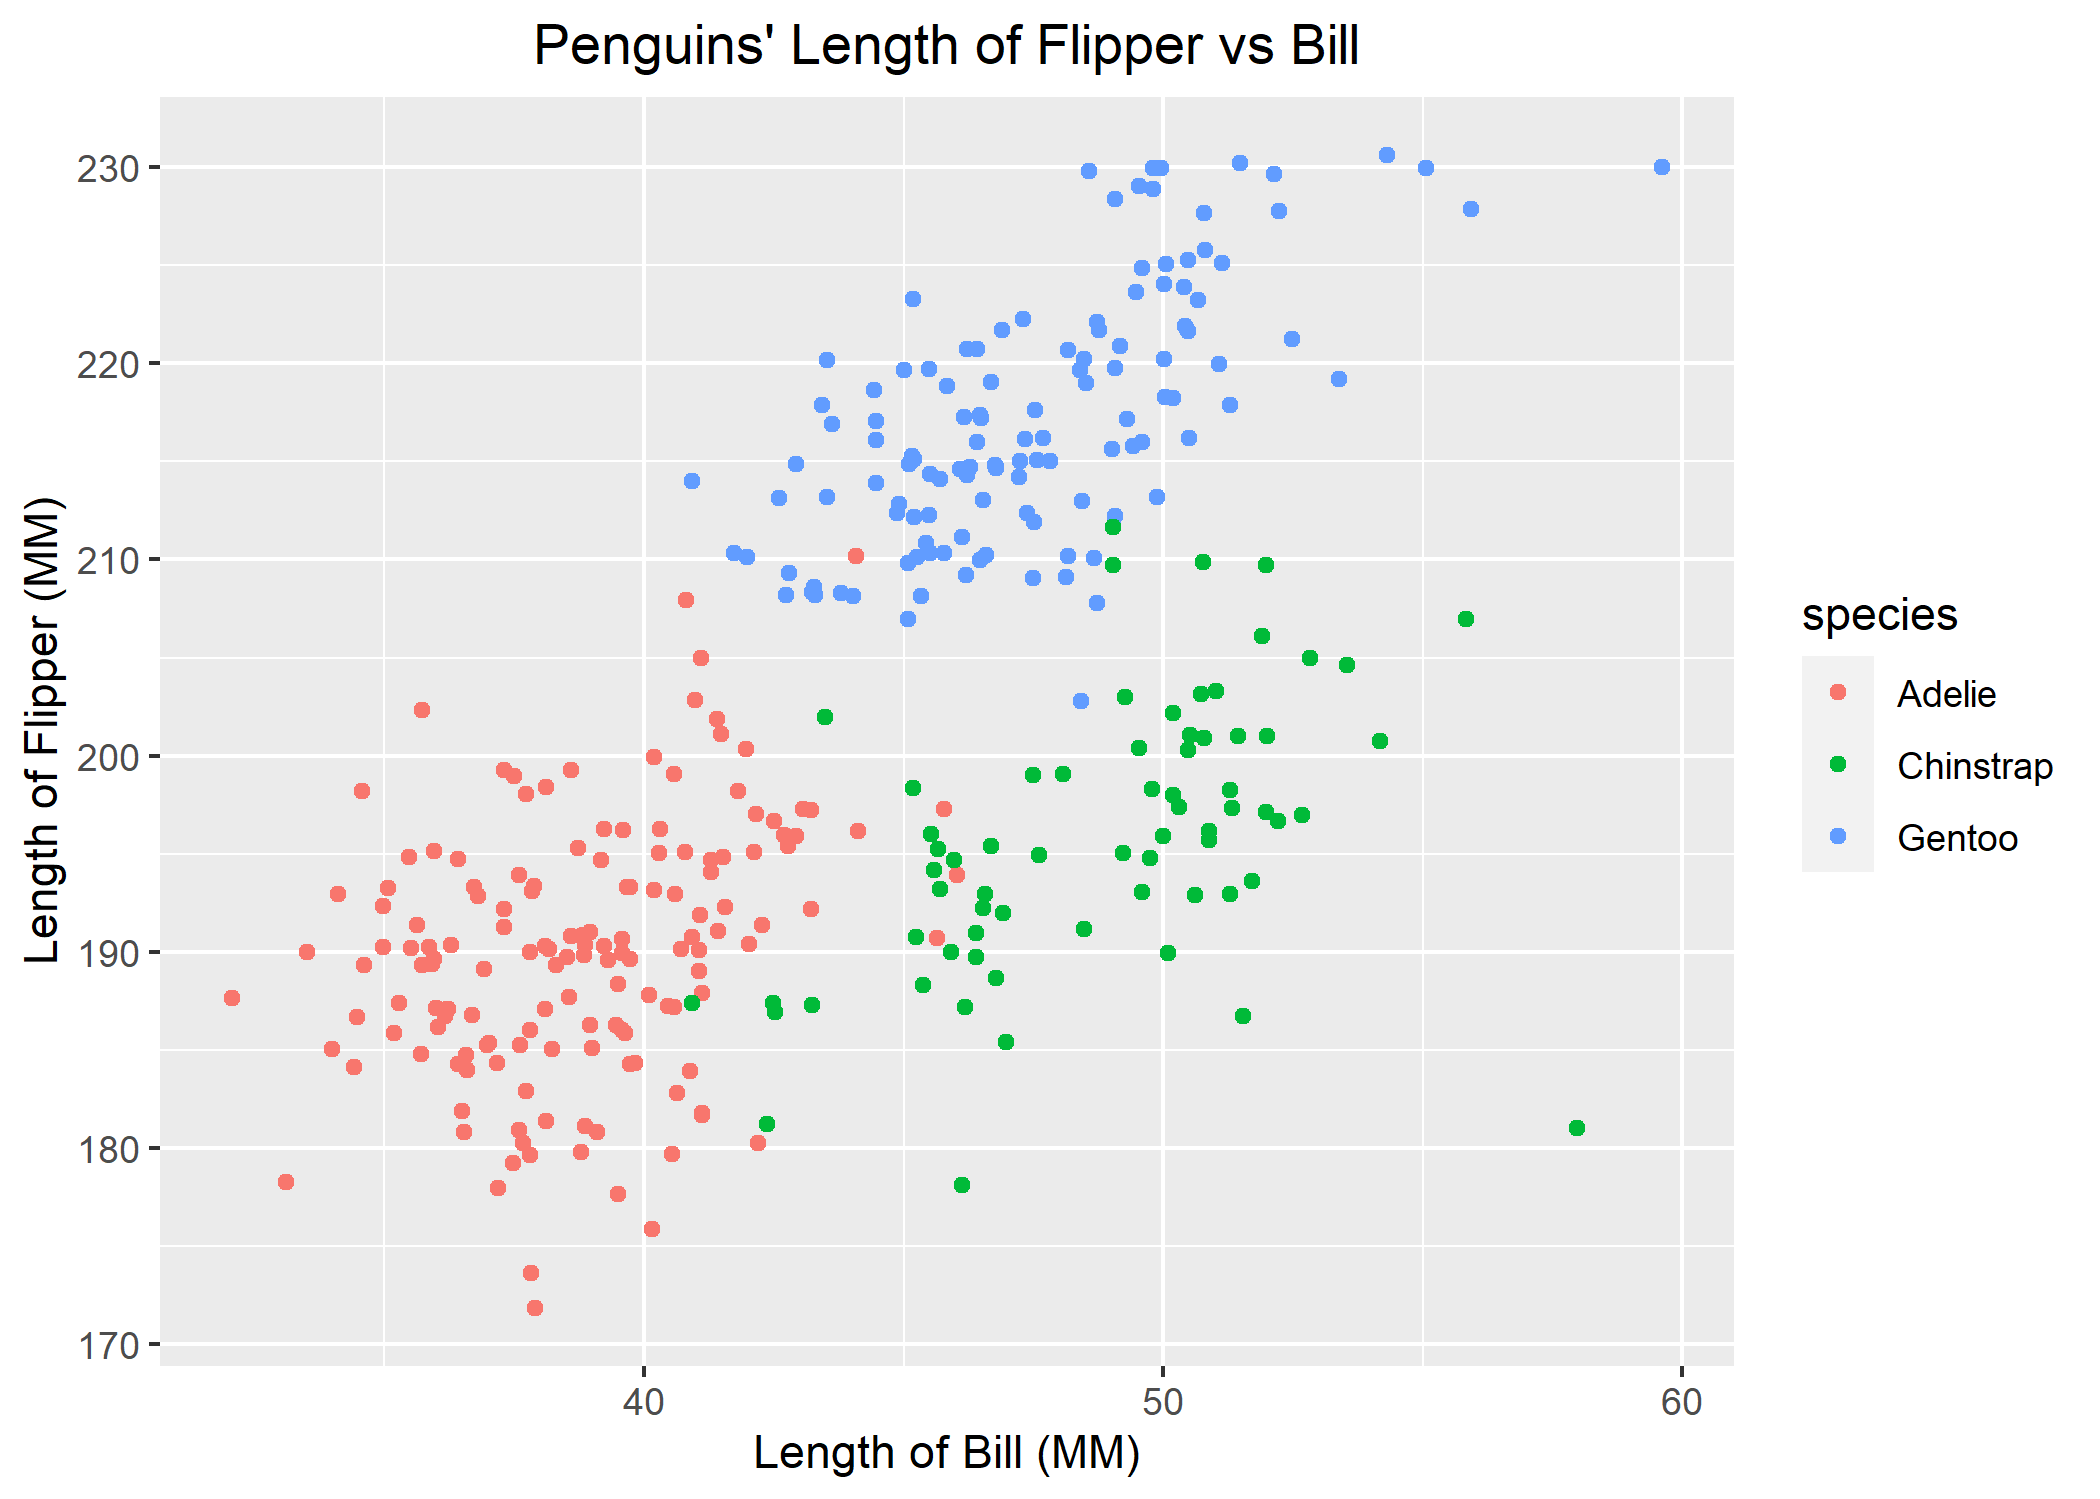 Penguins' Length of Flipper vs Bill
230
220
210
200
190
180
170
Length of Flipper (MM)
40
50
60
Length of Bill (MM)
species
Adelie
Chinstrap
Gentoo